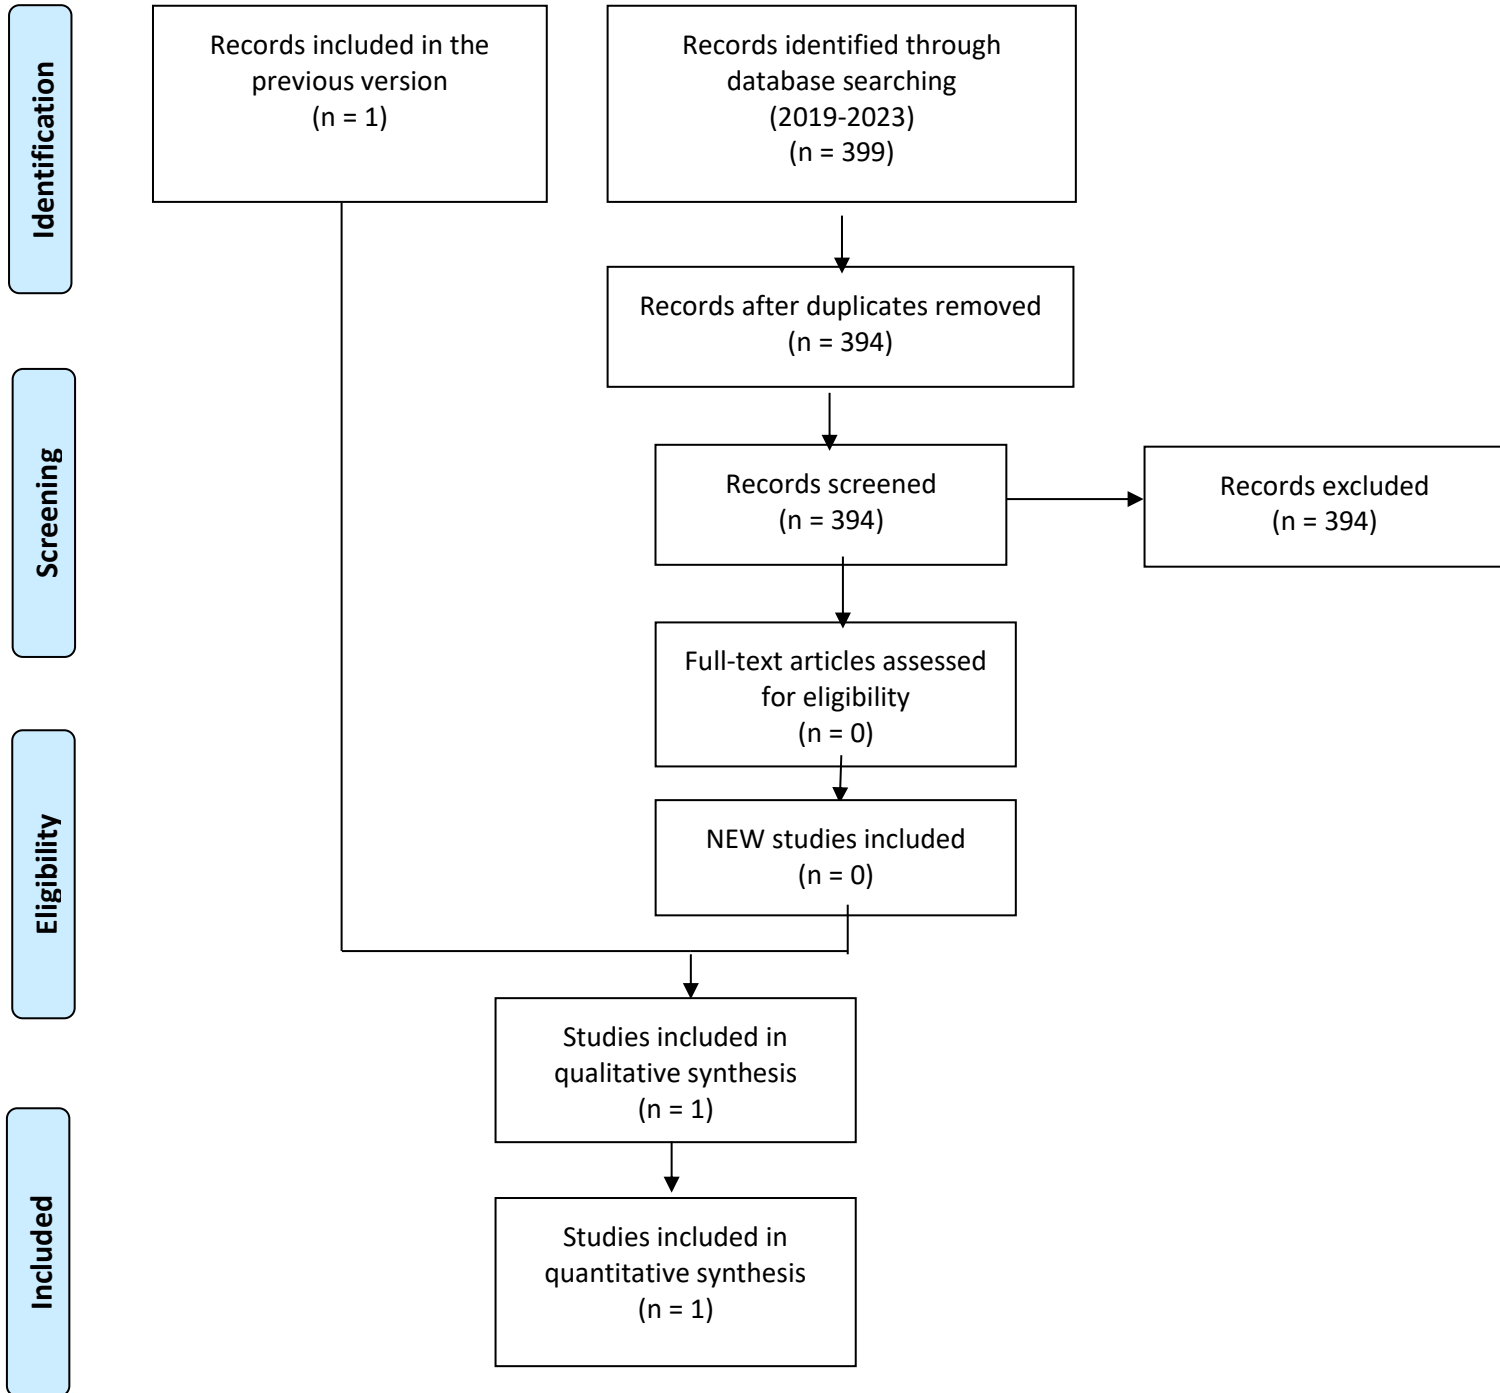 Identification
Records included in the
previous version
(n = 1)
Records identified through
database searching
(2019-2023)
(n = 399)
Records after duplicates removed
(n = 394)
Screening
Records screened
(n = 394)
Records excluded
(n = 394)
Full-text articles assessed
for eligibility
(n = 0)
Eligibility
NEW studies included
(n = 0)
Studies included in
qualitative synthesis
(n = 1)
Included
Studies included in
quantitative synthesis
(n = 1)